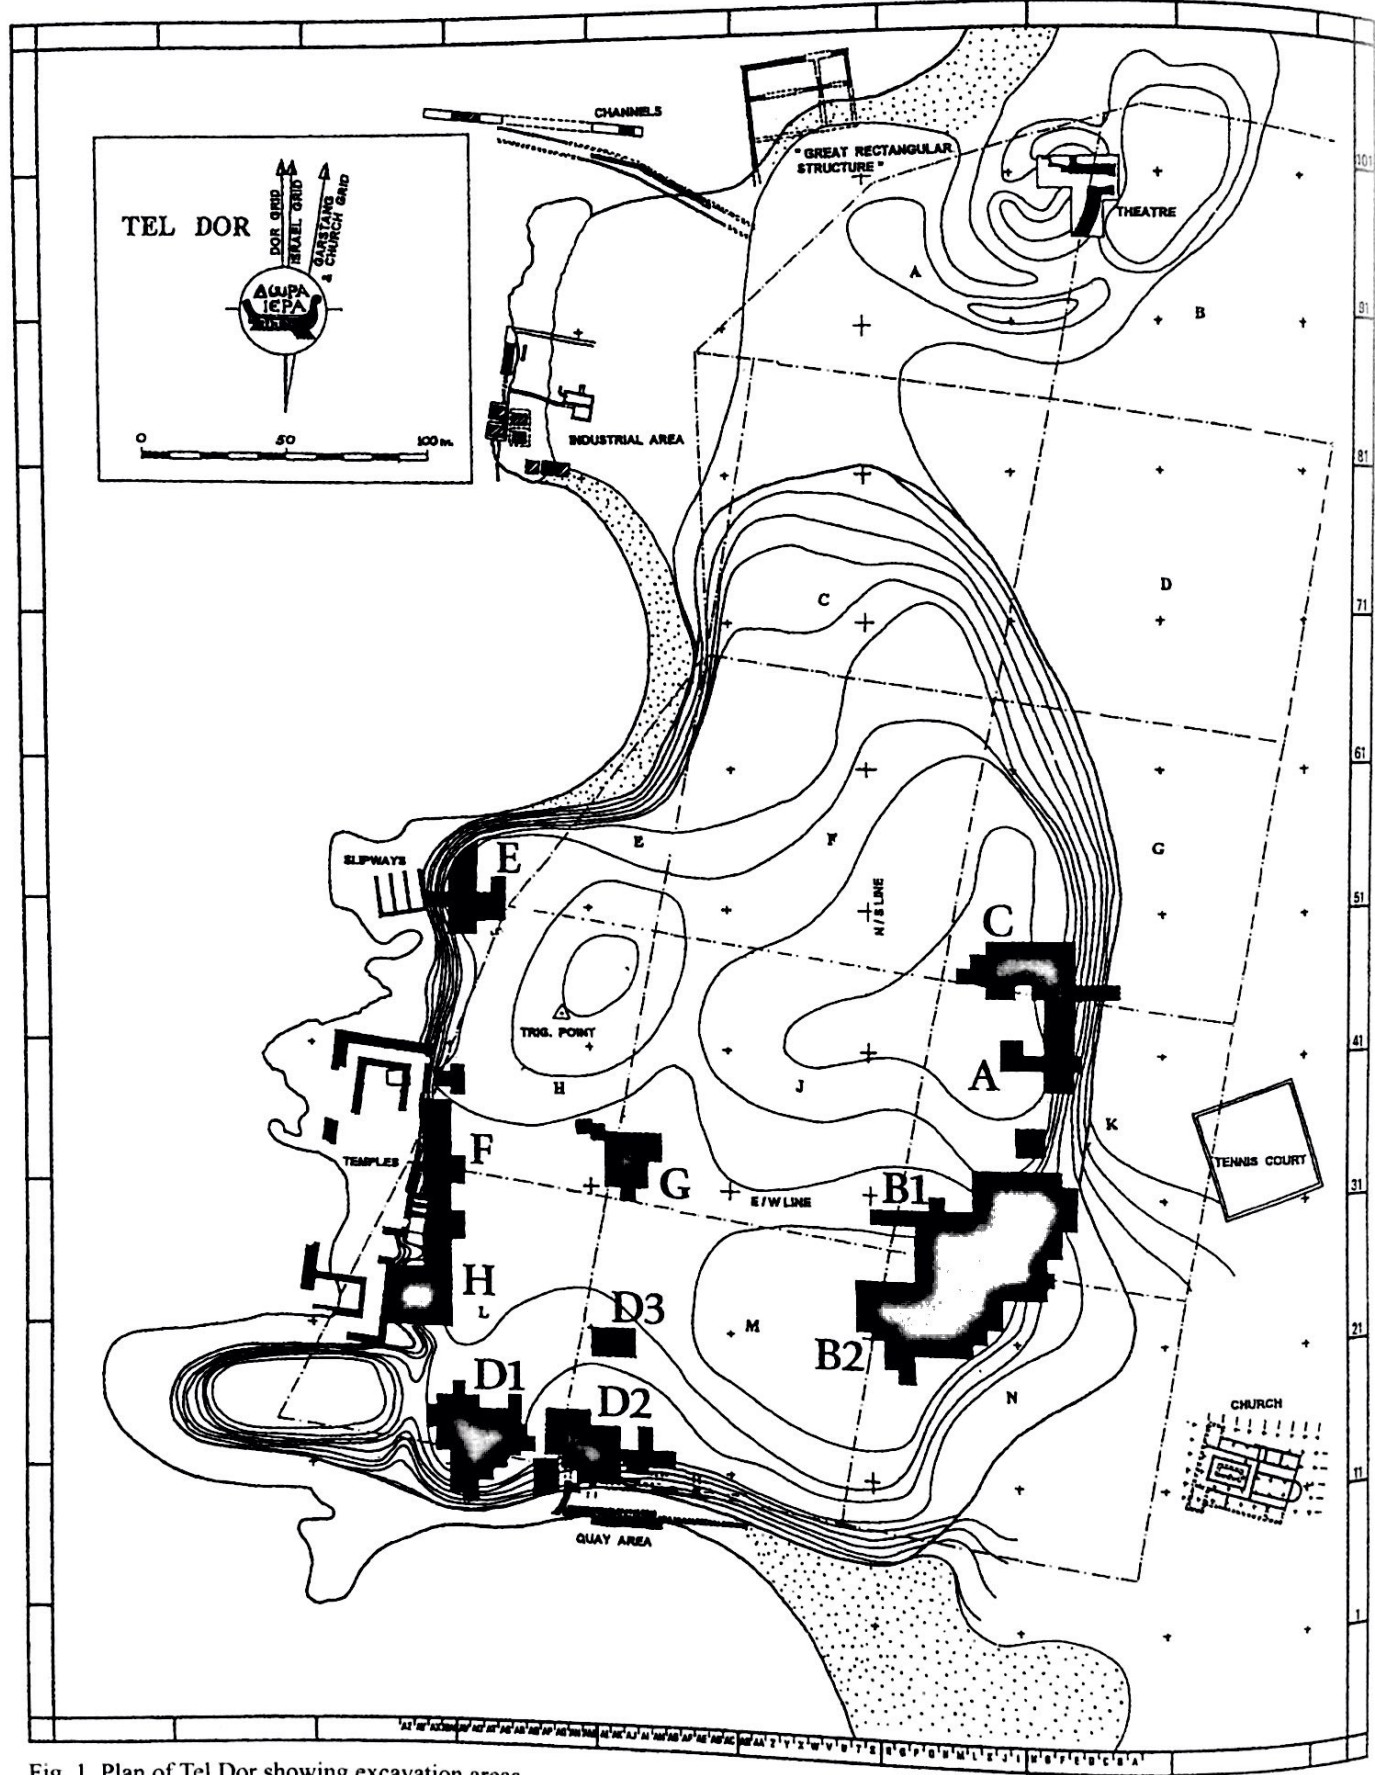 CHANNELS
"GREAT RECTANGULAR
STRUCTURE"
101
TEL DOR
DOR GRID
ISRAEL GRID
GARSTANG
& CHURCH GRID
ΔωΡΑ
ΙЄΡΑ
THEATRE
A
B
91
0 50 100 m.
I
INDUSTRIAL AREA
81
C
D
71
61
E
F
G
SLIPWAYS
E
N/S LINE
51
C
TRIG. POINT
41
A
H
J
K
F
TEMPLES
G
TENNIS COURT
E/W LINE
B1
31
H
L
D3
M
B2
21
D1
D2
N
CHURCH
11
QUAY AREA
1
Fig. 1. Plan of Tel Dor showing excavation areas